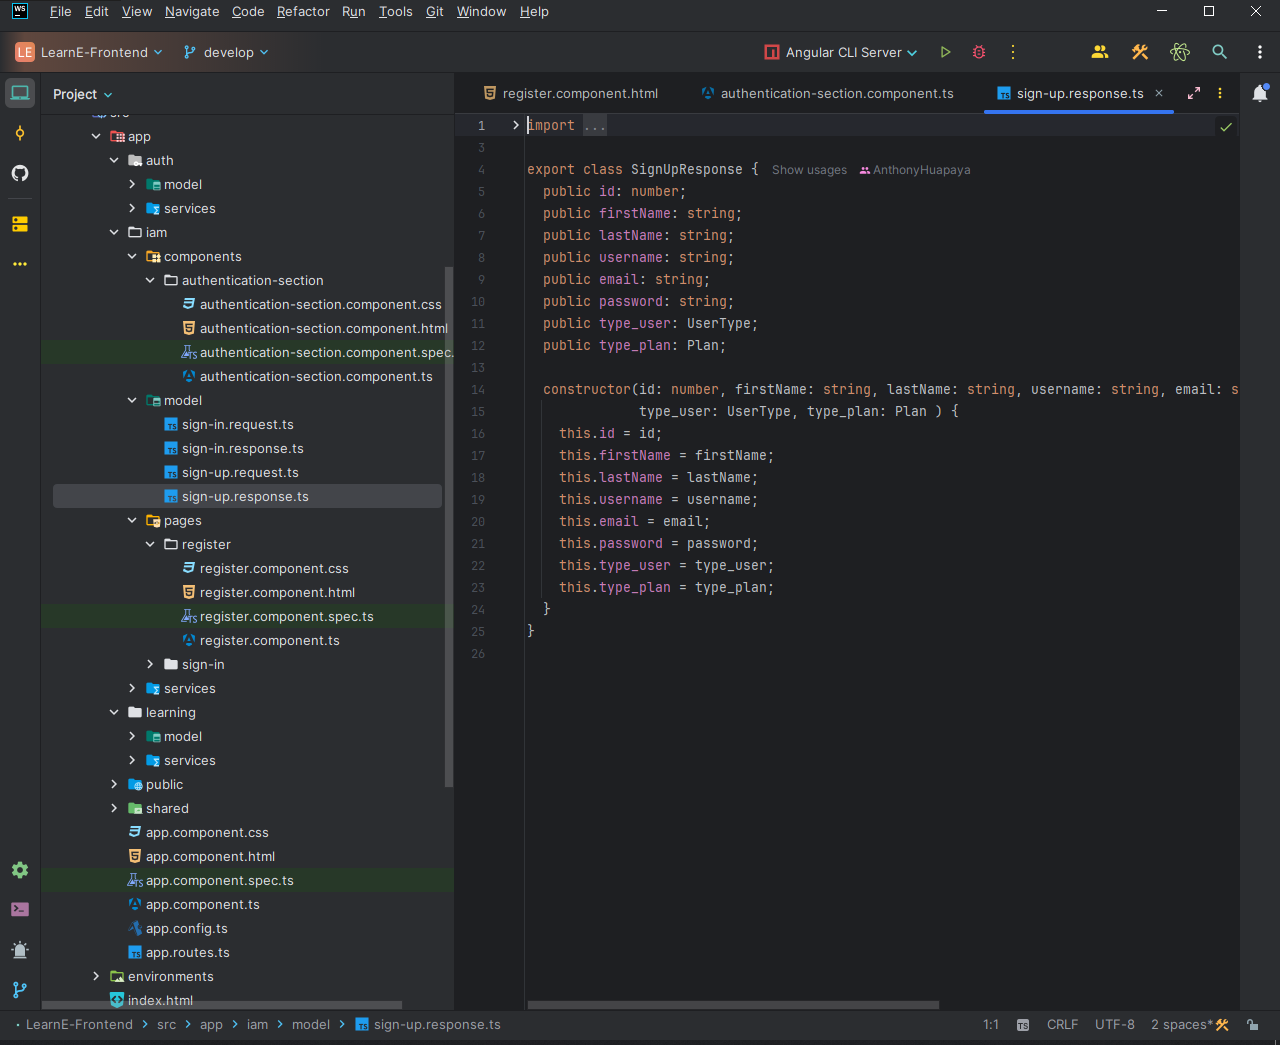 WS File Edit View Navigate Code Refactor Run Tools Git Window Help
LE LearnE-Frontend develop Angular CLI Server
Project
register.component.html authentication-section.component.ts sign-up.response.ts
src
app
auth
model
services
iam
components
authentication-section
authentication-section.component.css
authentication-section.component.html
authentication-section.component.spec.
authentication-section.component.ts
model
sign-in.request.ts
sign-in.response.ts
sign-up.request.ts
sign-up.response.ts
pages
register
register.component.css
register.component.html
register.component.spec.ts
register.component.ts
sign-in
services
learning
model
services
public
shared
app.component.css
app.component.html
app.component.spec.ts
app.component.ts
app.config.ts
app.routes.ts
environments
index.html
1 import ...
3
4 export class SignUpResponse { Show usages AnthonyHuapaya
5 public id: number;
6 public firstName: string;
7 public lastName: string;
8 public username: string;
9 public email: string;
10 public password: string;
11 public type_user: UserType;
12 public type_plan: Plan;
13
14 constructor(id: number, firstName: string, lastName: string, username: string, email: s
15 type_user: UserType, type_plan: Plan ) {
16 this.id = id;
17 this.firstName = firstName;
18 this.lastName = lastName;
19 this.username = username;
20 this.email = email;
21 this.password = password;
22 this.type_user = type_user;
23 this.type_plan = type_plan;
24 }
25 }
26
LearnE-Frontend > src > app > iam > model > sign-up.response.ts 1:1 CRLF UTF-8 2 spaces*